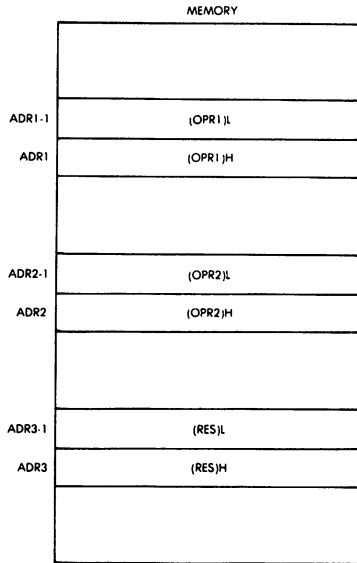 MEMORY
ADR1-1 (OPR1)L
ADR1 (OPR1)H
ADR2-1 (OPR2)L
ADR2 (OPR2)H
ADR3-1 (RES)L
ADR3 (RES)H